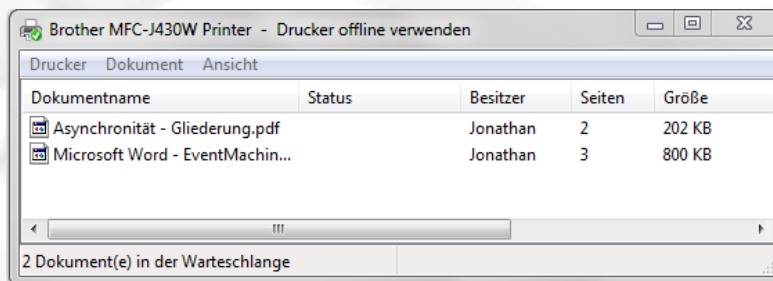 Brother MFC-J430W Printer - Drucker offline verwenden
Drucker Dokument Ansicht
Dokumentname Status Besitzer Seiten Größe
Asynchronität - Gliederung.pdf Jonathan 2 202 KB
Microsoft Word - EventMachin... Jonathan 3 800 KB
2 Dokument(e) in der Warteschlange